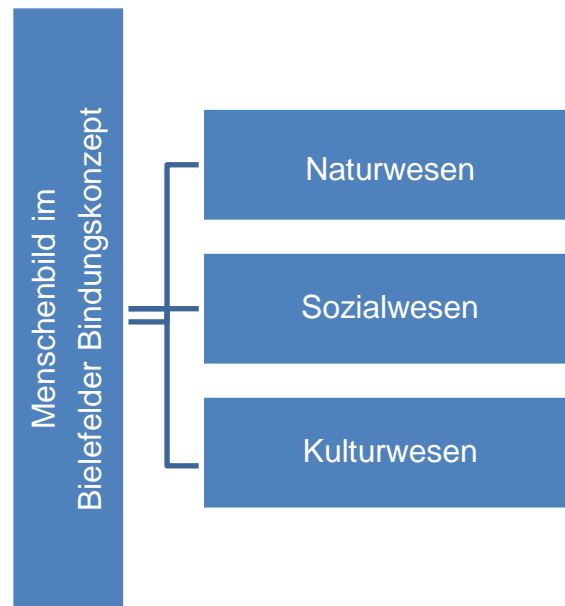 Menschenbild im
Bielefelder Bindungskonzept
Naturwesen
Sozialwesen
Kulturwesen